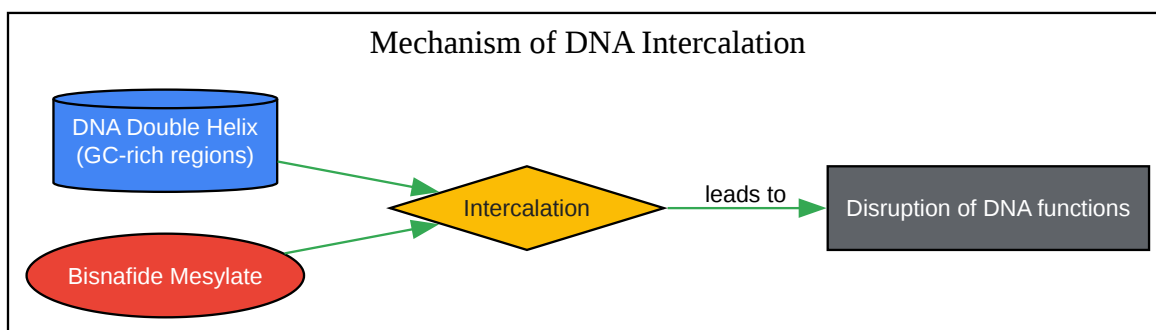 Mechanism of DNA Intercalation
DNA Double Helix
(GC-rich regions)
Bisnafide Mesylate
Intercalation
leads to
Disruption of DNA functions